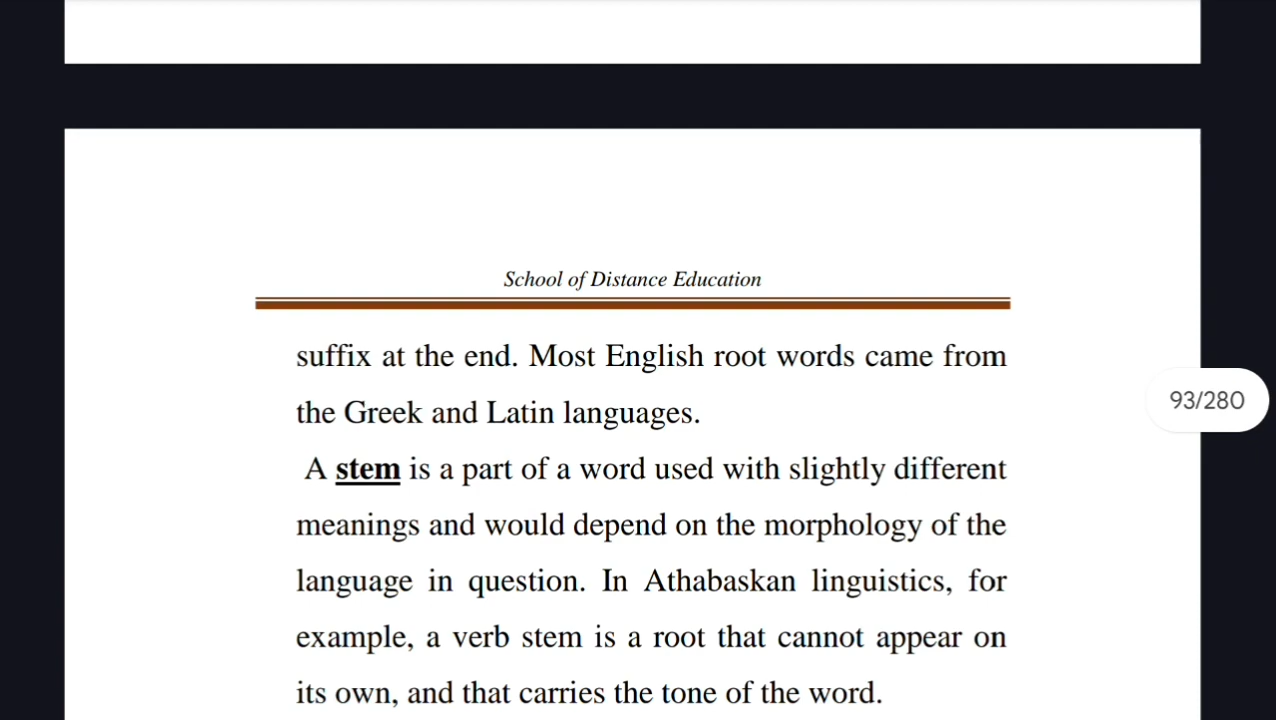 School of Distance Education
suffix at the end. Most English root words came from
the Greek and Latin languages.
93/280
A stem is a part of a word used with slightly different
meanings and would depend on the morphology of the
language in question. In Athabaskan linguistics, for
example, a verb stem is a root that cannot appear on
its own, and that carries the tone of the word.